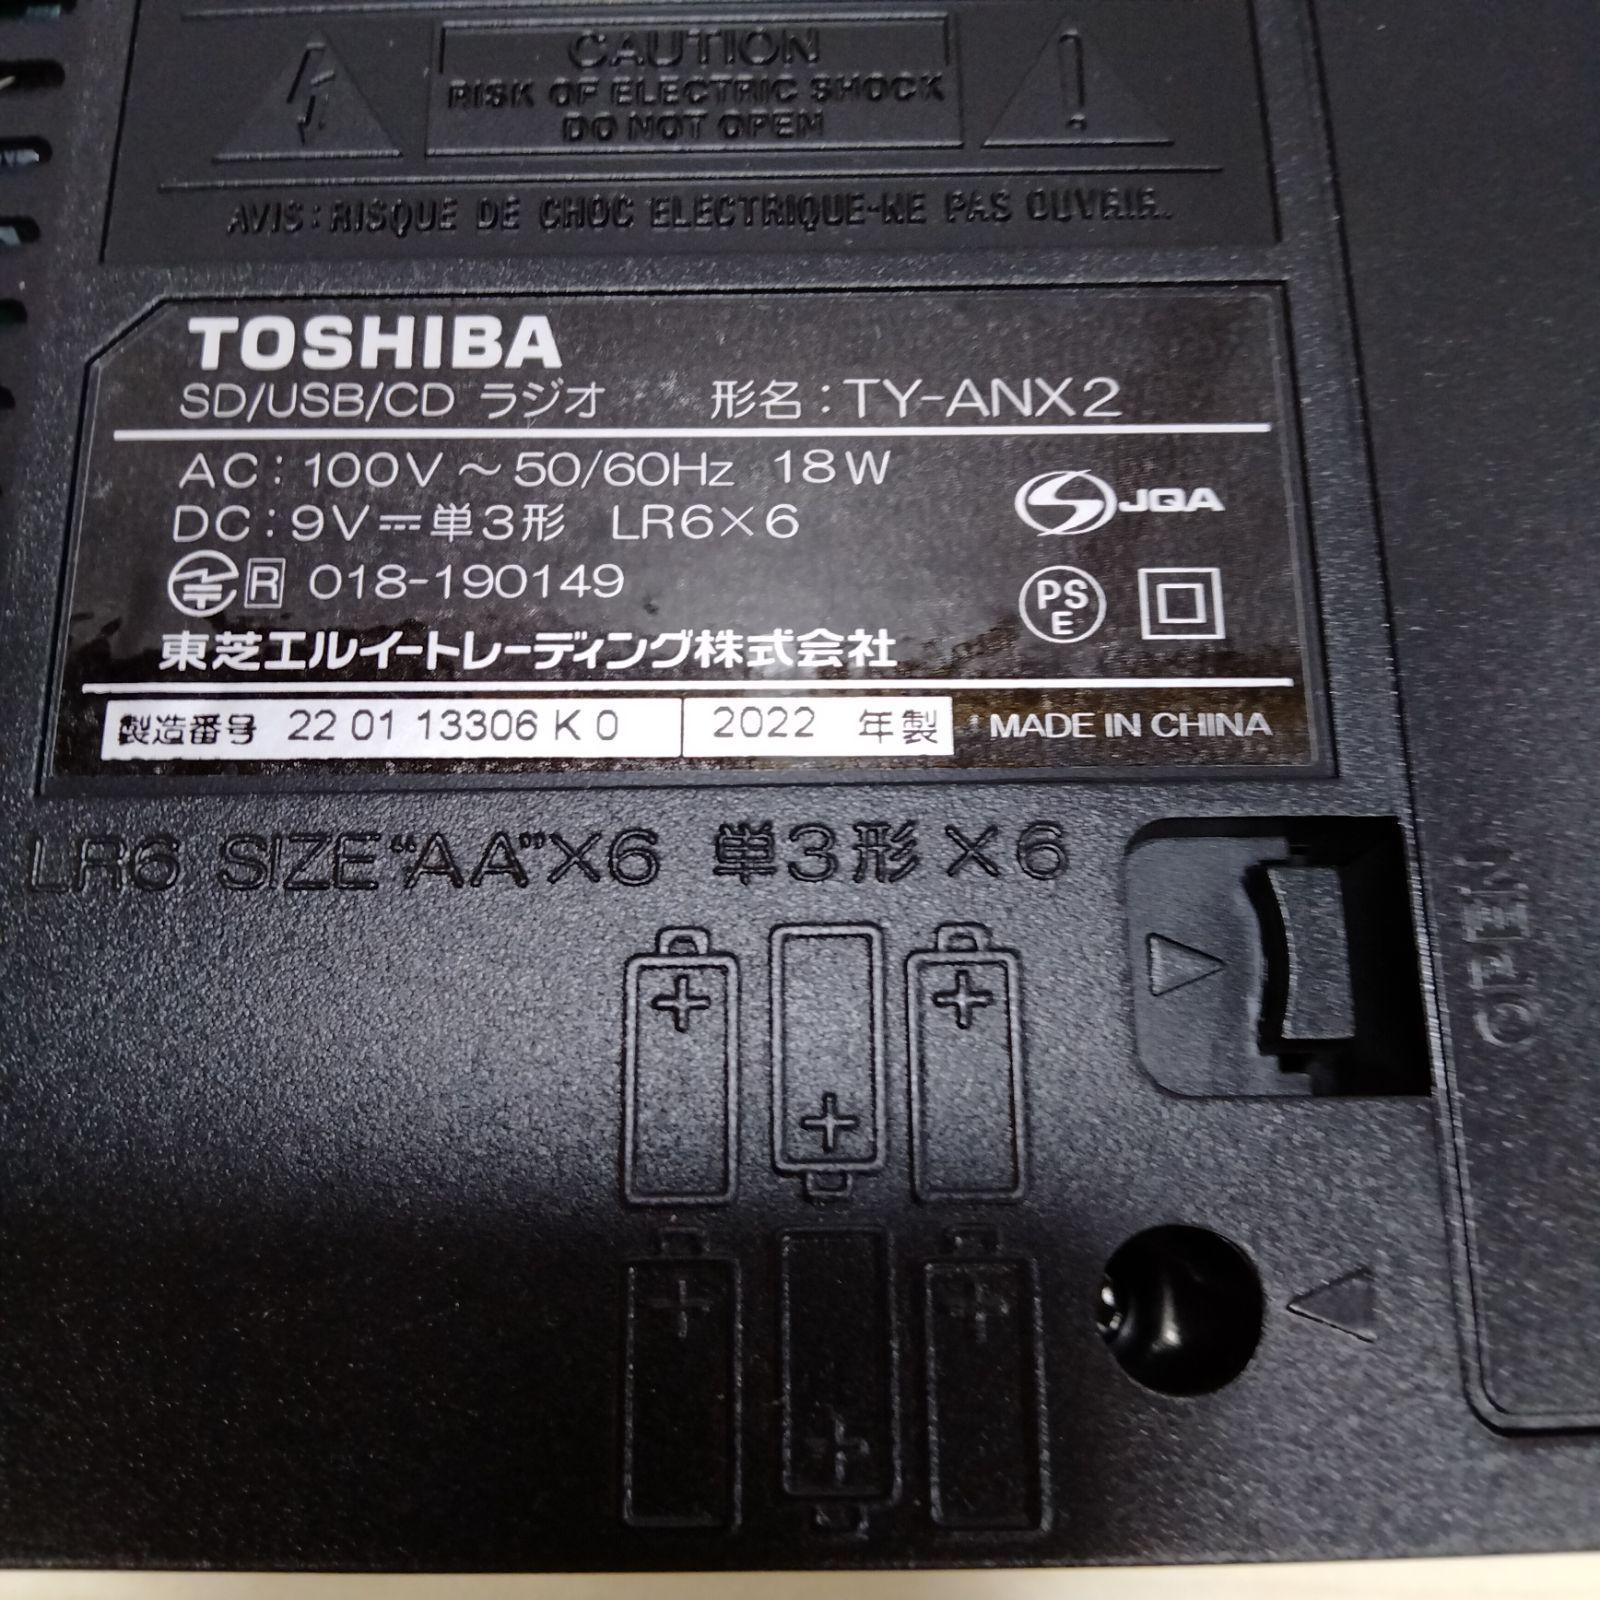 CAUTION
RISK OF ELECTRIC SHOCK
DO NOT OPEN
AVIS:RISQUE DE CHOC ELECTRIQUE-NE PAS OUVRIR.
TOSHIBA
SD/USB/CD ラジオ 形名:TY-ANX2
AC:100V～50/60Hz 18W
DC:9V⎓単3形 LR6×6
JQA
R 018-190149
PSE
東芝エルイートレーディング株式会社
製造番号 22 01 13306 K 0 2022 年製 MADE IN CHINA
LR6 SIZE“AA”×6 単3形×6
OPEN
+ + +
+ + +